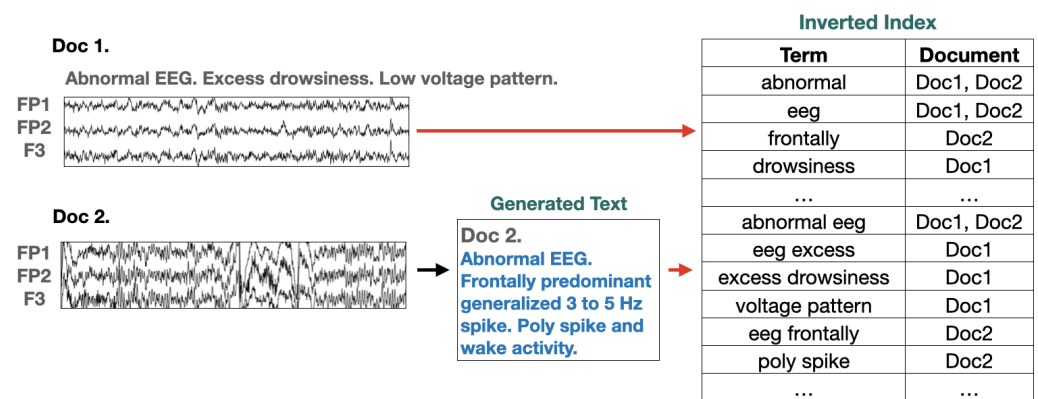 Inverted Index
Doc 1.
Abnormal EEG. Excess drowsiness. Low voltage pattern.
FP1
FP2
F3
Doc 2.
FP1
FP2
F3
Generated Text
Doc 2.
Abnormal EEG.
Frontally predominant
generalized 3 to 5 Hz
spike. Poly spike and
wake activity.
Term Document
abnormal Doc1, Doc2
eeg Doc1, Doc2
frontally Doc2
drowsiness Doc1
... ...
abnormal eeg Doc1, Doc2
eeg excess Doc1
excess drowsiness Doc1
voltage pattern Doc1
eeg frontally Doc2
poly spike Doc2
... ...